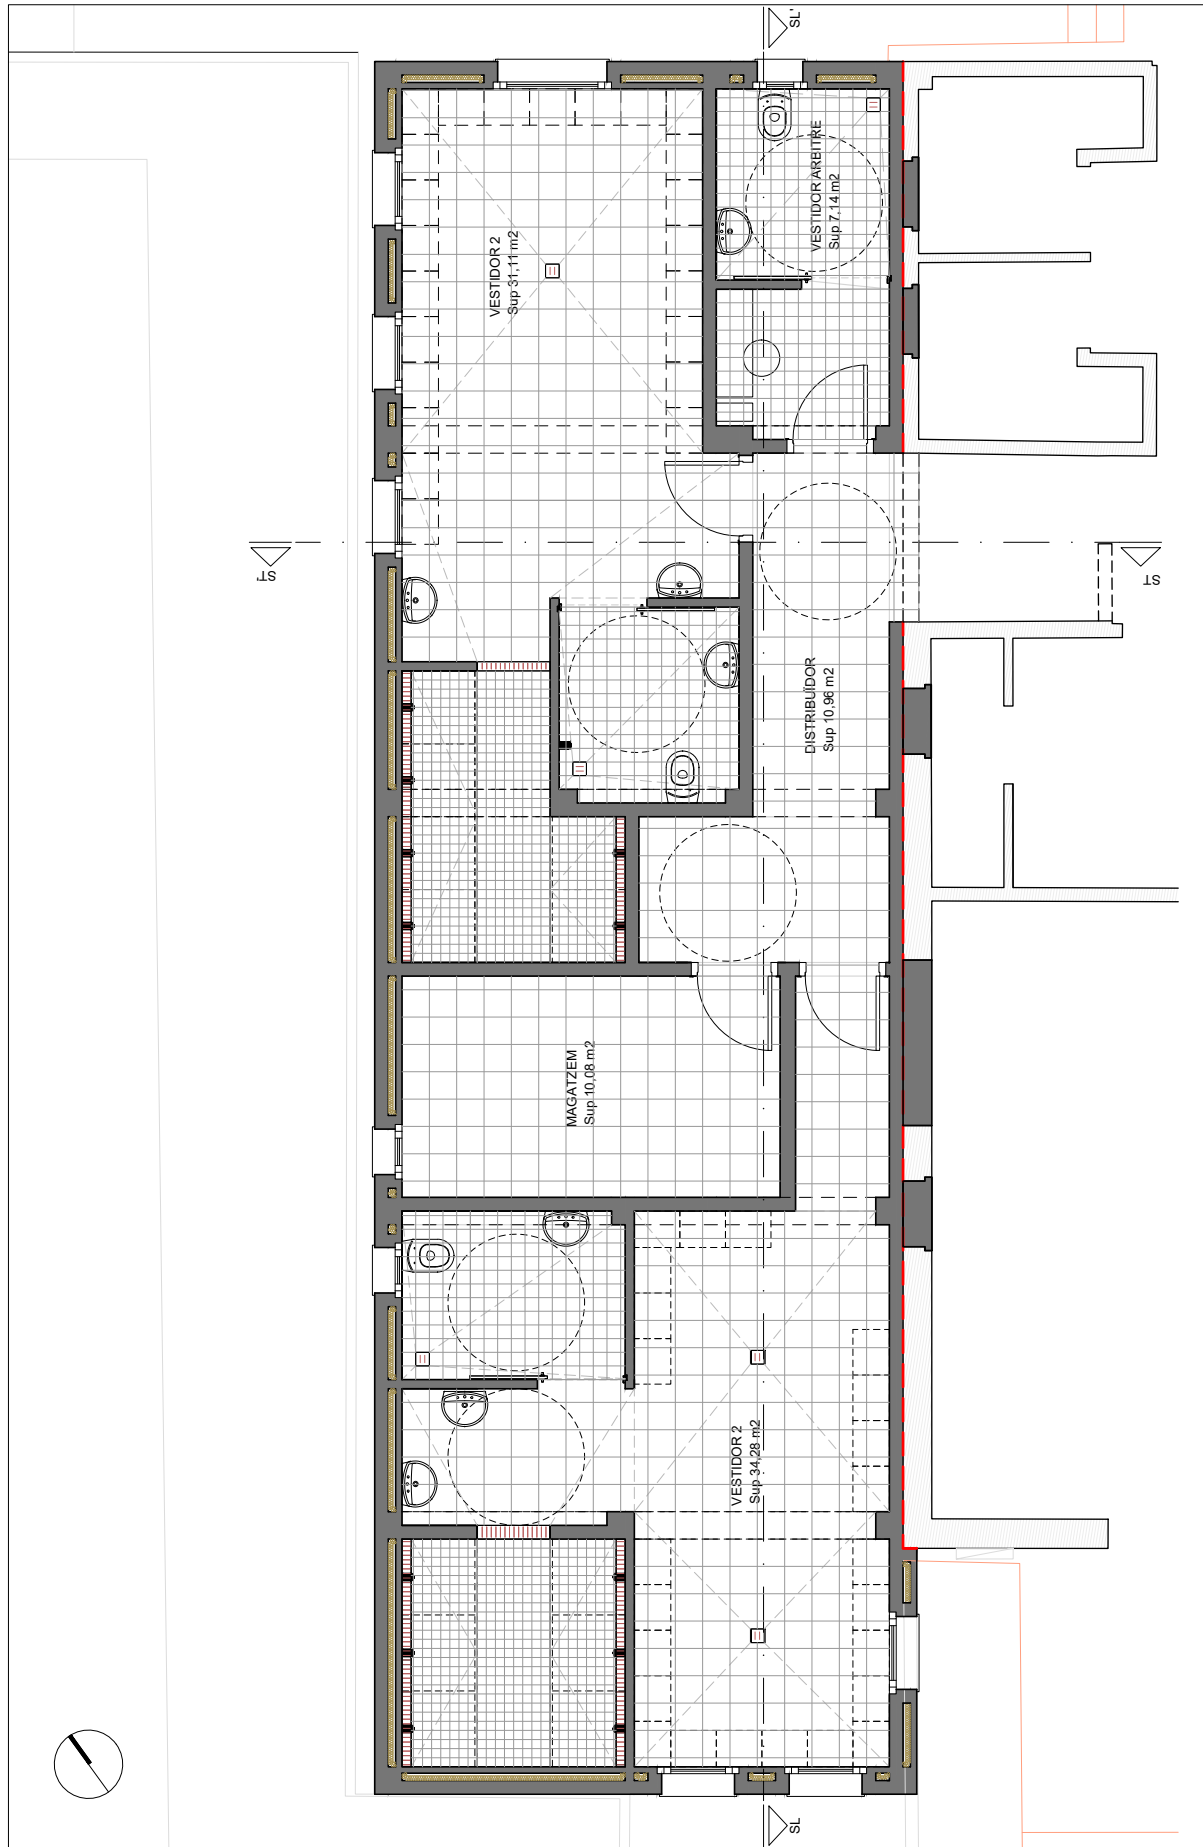 SL'
VESTIDOR ARBITRE
Sup 7,14 m2
VESTIDOR 2
Sup 31,11 m2
ST'
ST
DISTRIBUÏDOR
Sup 10,96 m2
MAGATZEM
Sup 10,08 m2
VESTIDOR 2
Sup 34,28 m2
SL